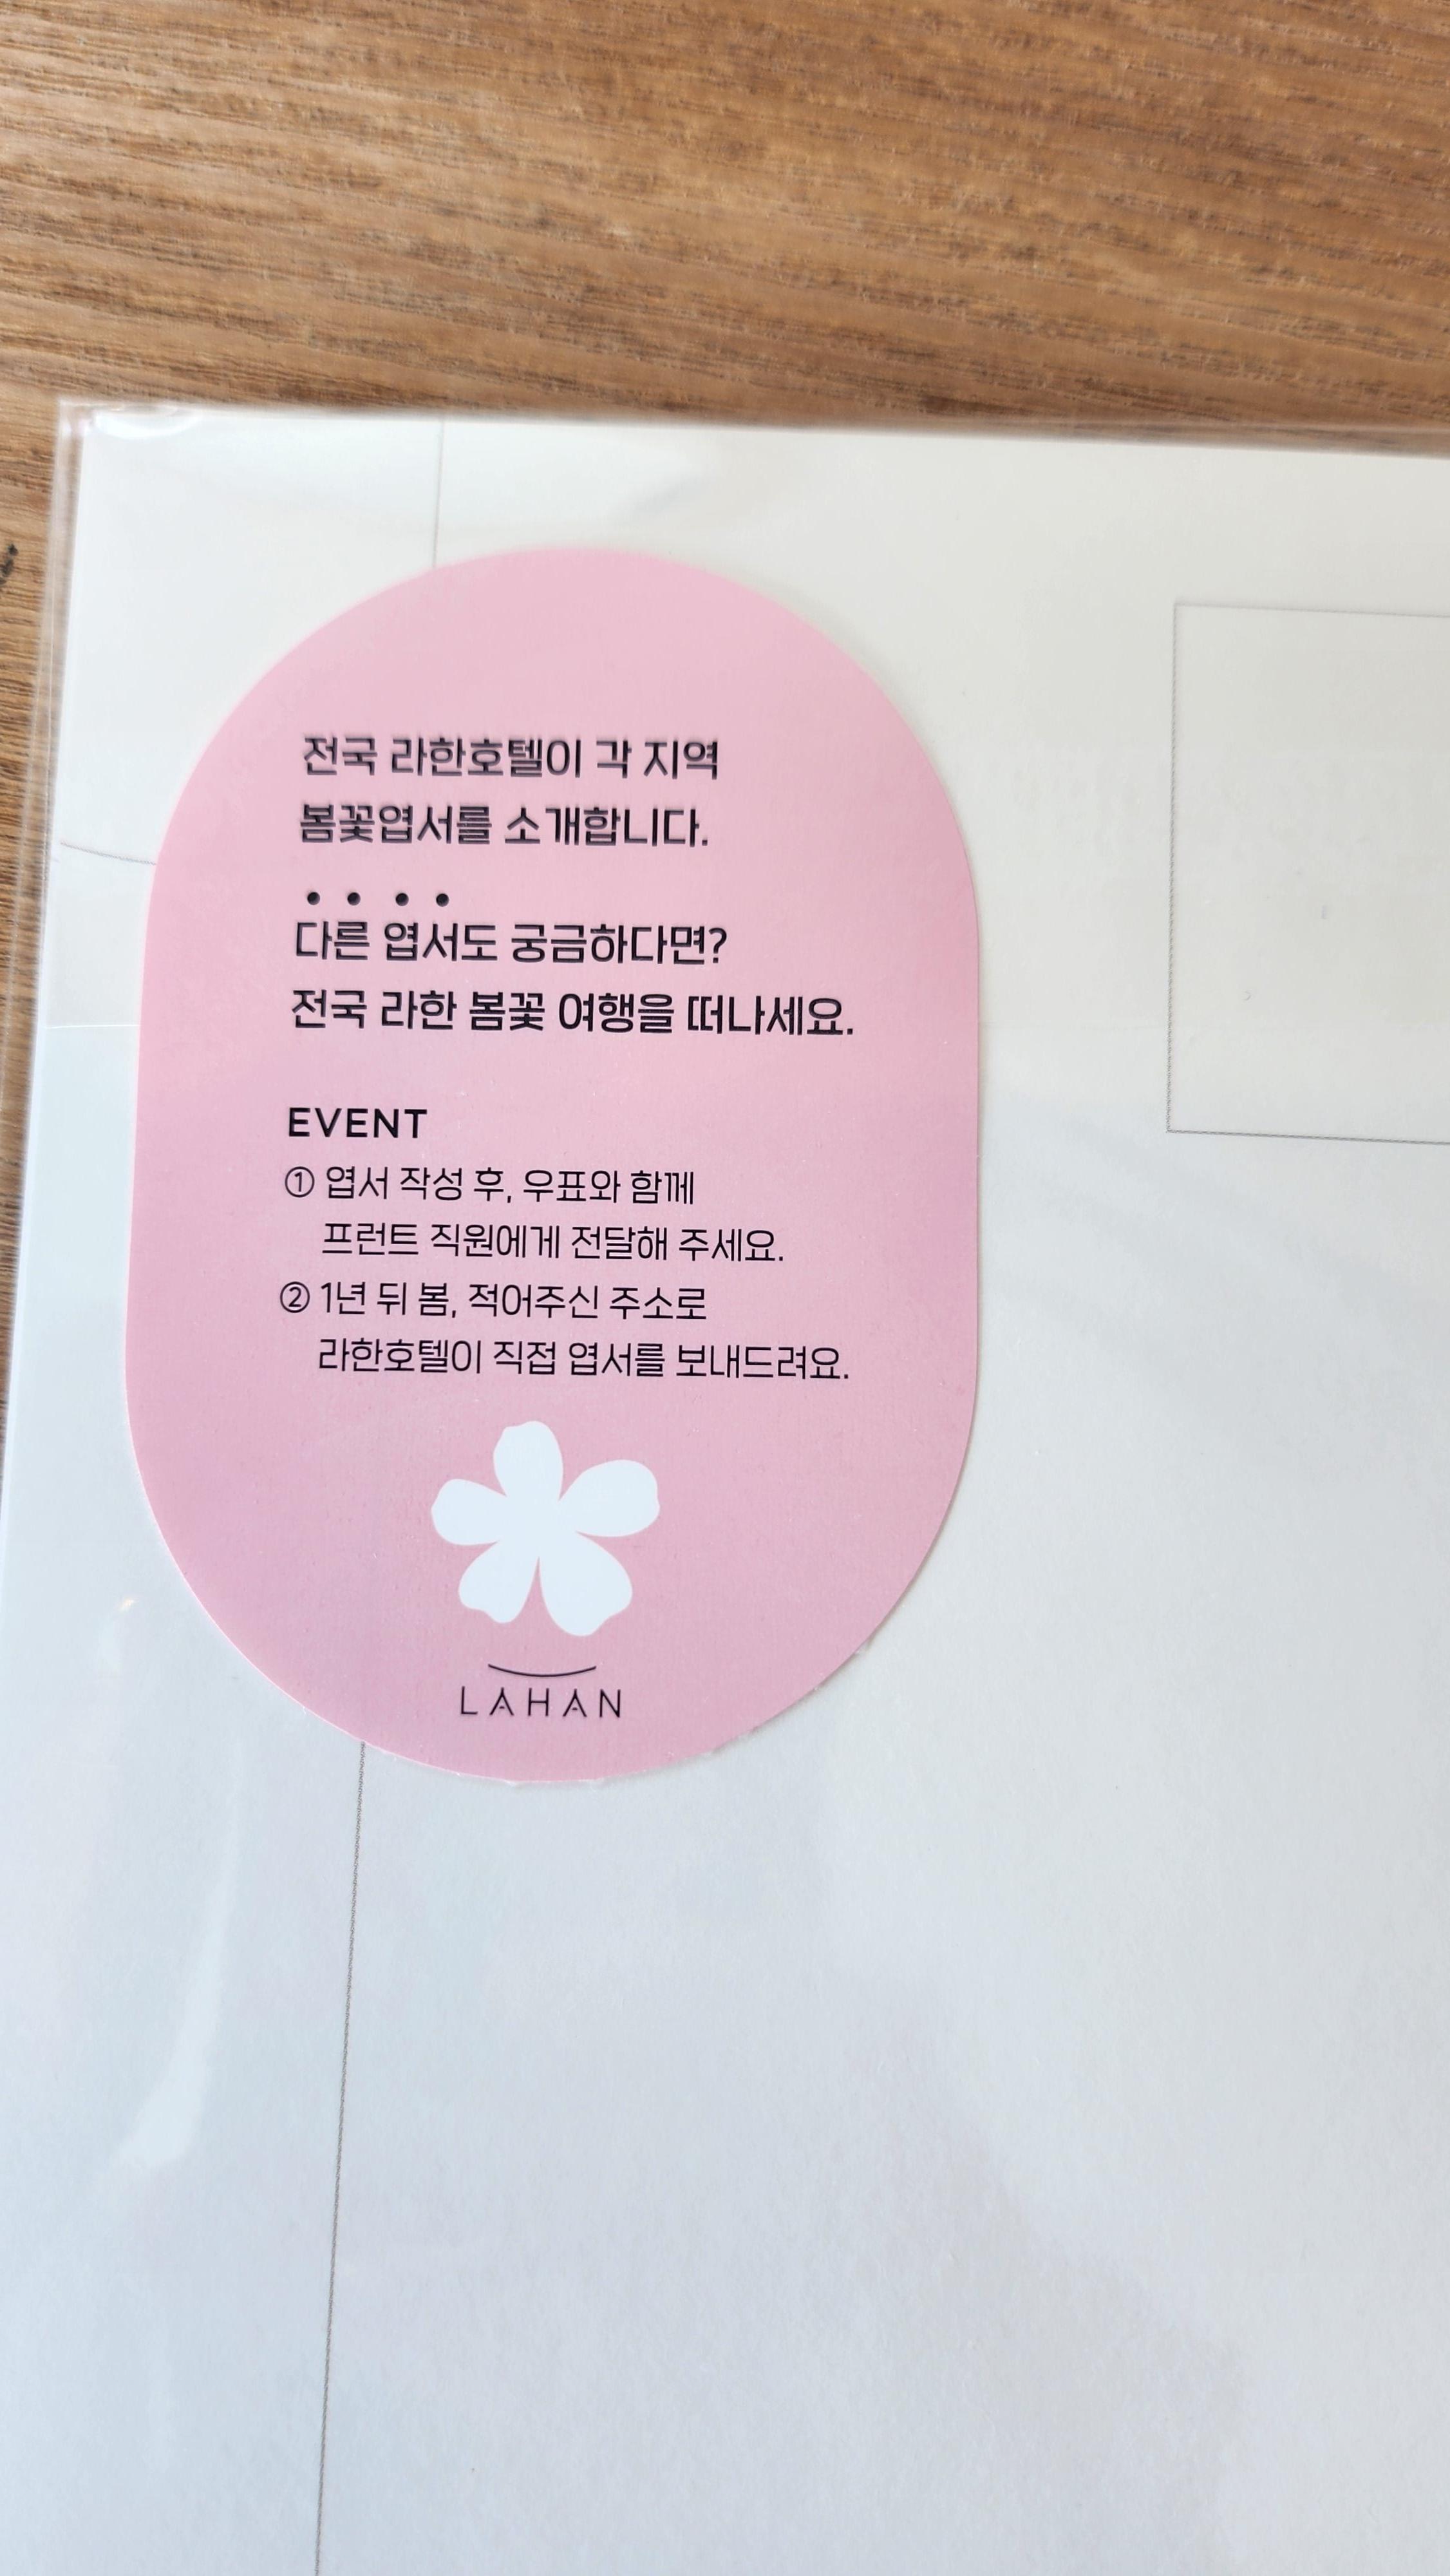 전국 라한호텔이 각 지역
봄꽃엽서를 소개합니다.
• • • •
다른 엽서도 궁금하다면?
전국 라한 봄꽃 여행을 떠나세요.
EVENT
① 엽서 작성 후, 우표와 함께
프런트 직원에게 전달해 주세요.
② 1년 뒤 봄, 적어주신 주소로
라한호텔이 직접 엽서를 보내드려요.
LAHAN